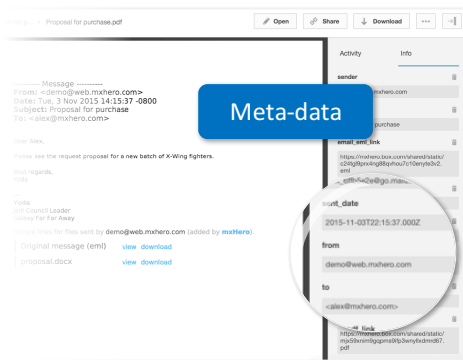 Proposal for purchase.pdf
Open
Share
Download
Activity
Info
---------- Message ----------
From: <demo@web.mxhero.com>
Date: Tue, 3 Nov 2015 14:15:37 -0800
Subject: Proposal for purchase
To: <alex@mxhero.com>
Dear Alex,
Please see the request proposal for a new batch of X-Wing fighters.
Best regards,
Yoda
Yoda
Jedi Council Leader
Galaxy far Far Away
links for files sent by demo@web.mxhero.com (added by mxHero).
Original message (eml) view download
proposal.docx view download
Meta-data
sender
mxhero.com
purchase
email_eml_link
https://mxhero.box.com/shared/static/
eml
sent_date
2015-11-03T22:15:37.000Z
from
demo@web.mxhero.com
to
<alex@mxhero.com>
link
https://mxhero.box.com/shared/static/
pdf